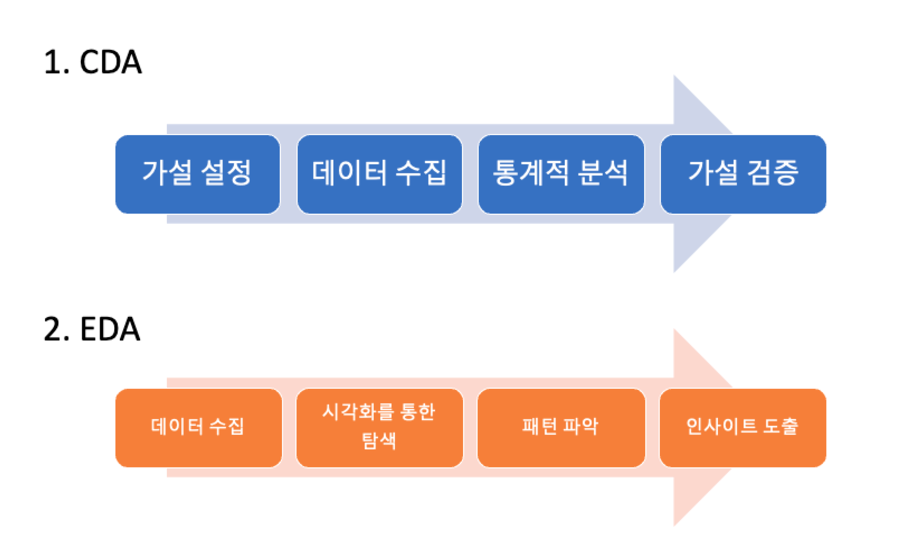 1. CDA
가설 설정
데이터 수집
통계적 분석
가설 검증
2. EDA
데이터 수집
시각화를 통한
탐색
패턴 파악
인사이트 도출